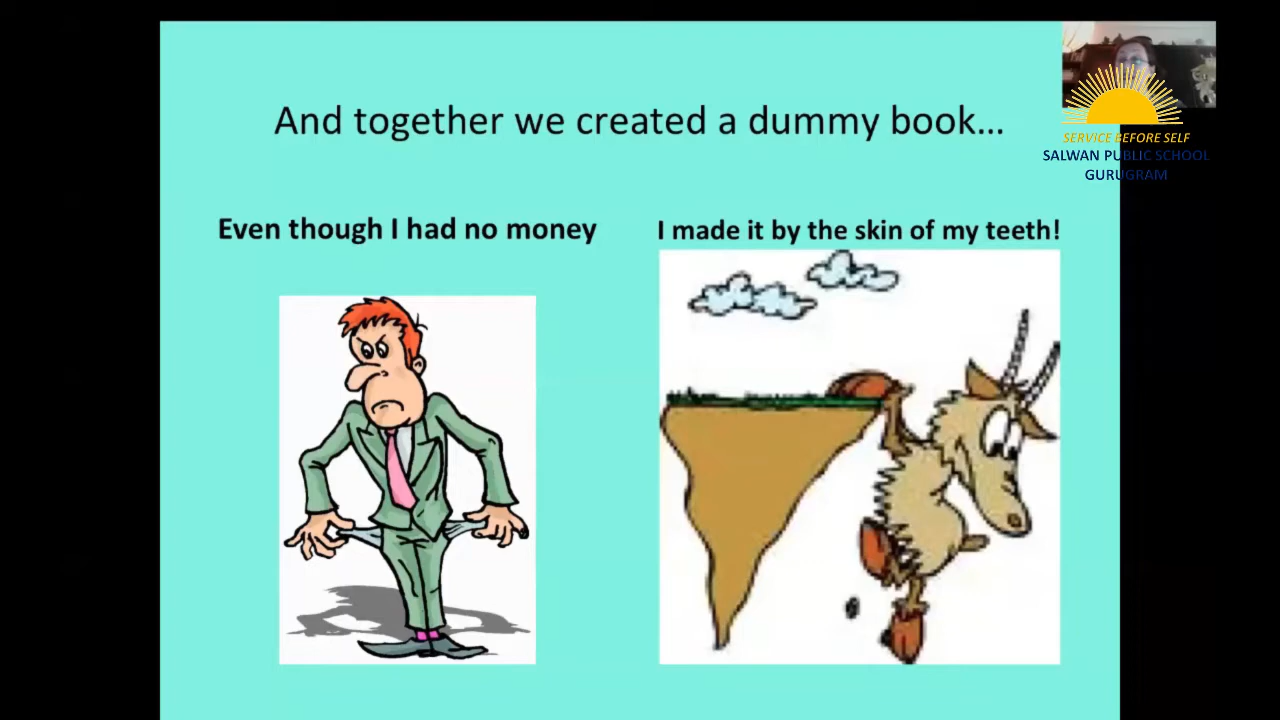 And together we created a dummy book...
SERVICE BEFORE SELF
SALWAN PUBLIC SCHOOL
GURUGRAM
Even though I had no money
I made it by the skin of my teeth!